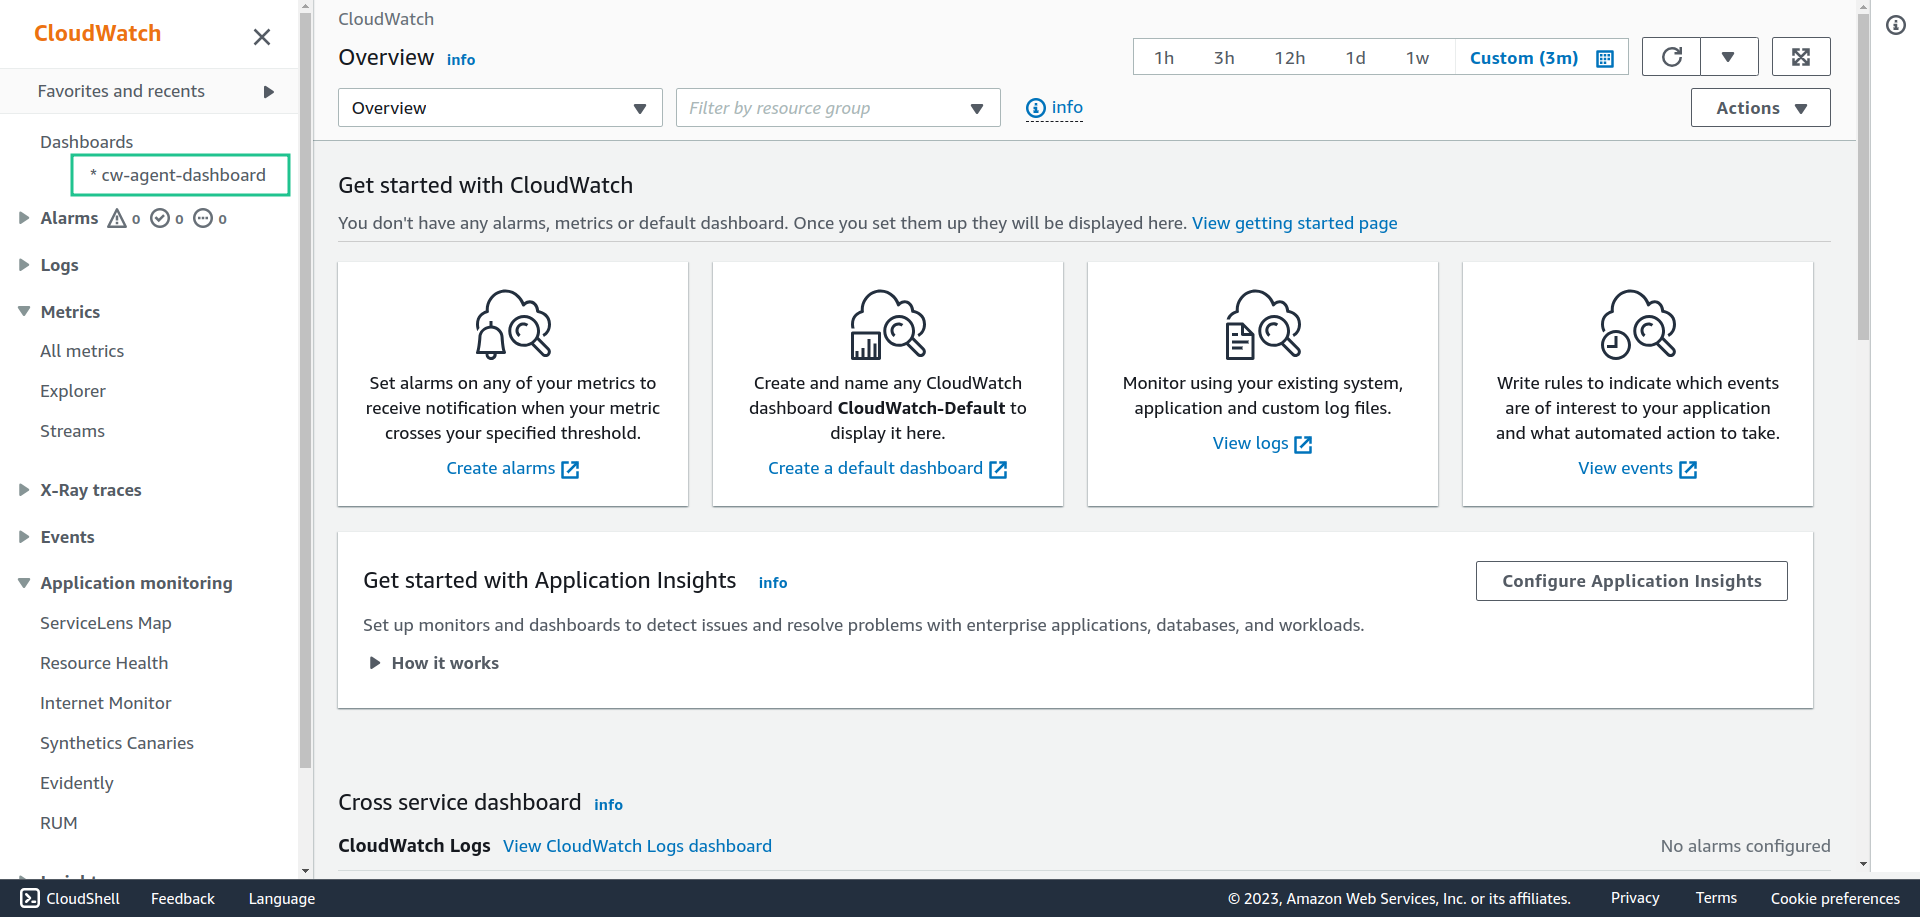 CloudWatch
Favorites and recents
Dashboards
* cw-agent-dashboard
Alarms 0 0 0
Logs
Metrics
All metrics
Explorer
Streams
X-Ray traces
Events
Application monitoring
ServiceLens Map
Resource Health
Internet Monitor
Synthetics Canaries
Evidently
RUM
CloudWatch
Overview info
1h 3h 12h 1d 1w Custom (3m)
Overview
Filter by resource group
info
Actions
Get started with CloudWatch
You don't have any alarms, metrics or default dashboard. Once you set them up they will be displayed here. View getting started page
Set alarms on any of your metrics to
receive notification when your metric
crosses your specified threshold.
Create alarms
Create and name any CloudWatch
dashboard CloudWatch-Default to
display it here.
Create a default dashboard
Monitor using your existing system,
application and custom log files.
View logs
Write rules to indicate which events
are of interest to your application
and what automated action to take.
View events
Get started with Application Insights info
Configure Application Insights
Set up monitors and dashboards to detect issues and resolve problems with enterprise applications, databases, and workloads.
How it works
Cross service dashboard info
CloudWatch Logs View CloudWatch Logs dashboard
No alarms configured
CloudShell Feedback Language
© 2023, Amazon Web Services, Inc. or its affiliates. Privacy Terms Cookie preferences